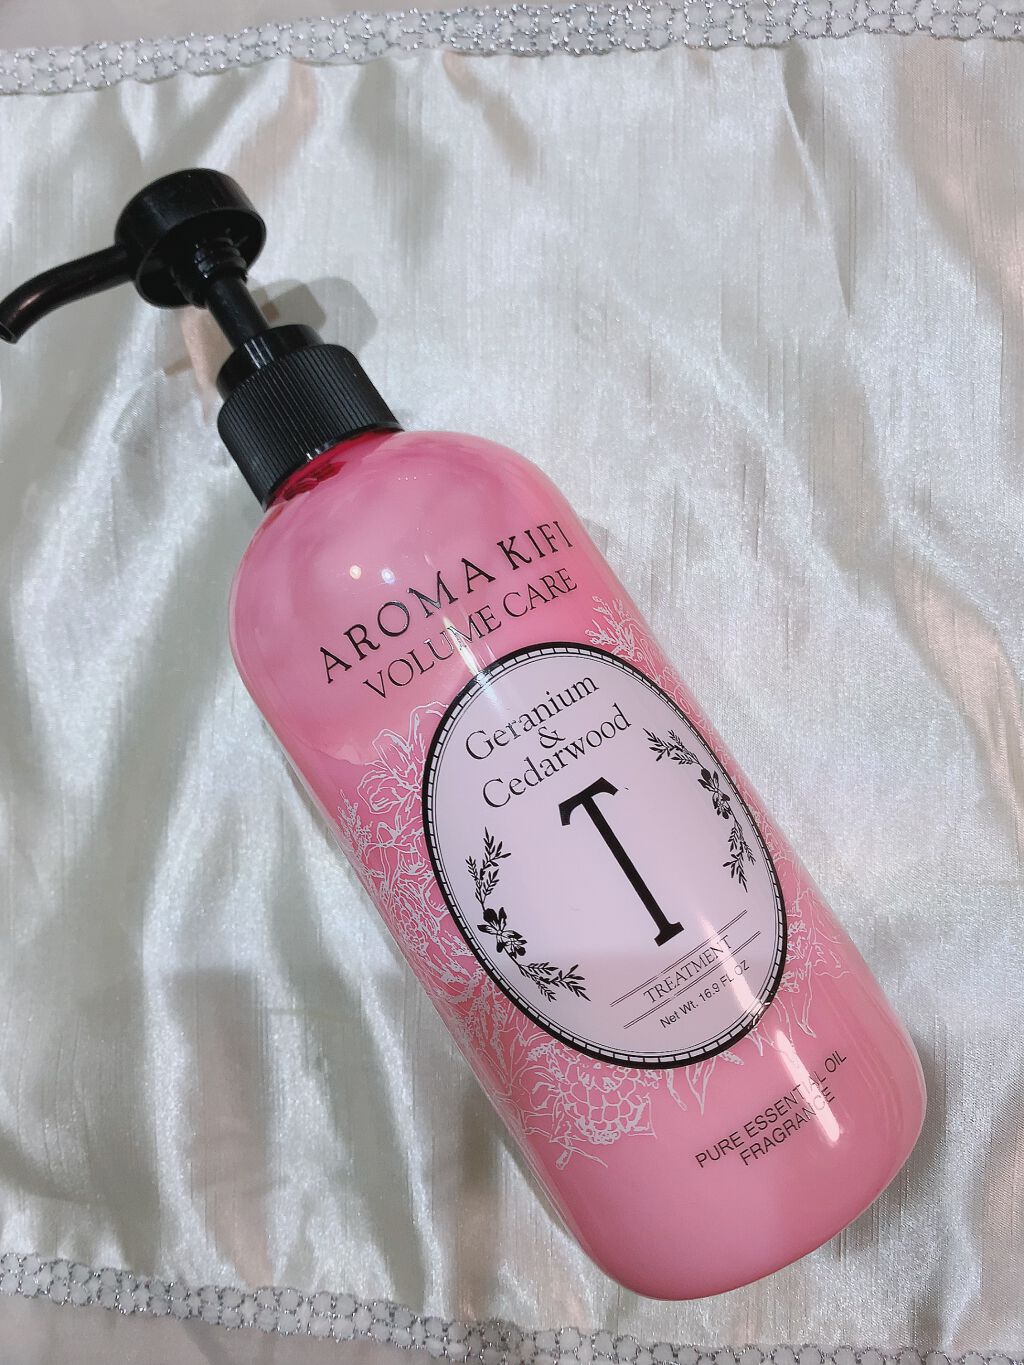 AROMA KIFI
VOLUME CARE
Geranium
&
Cedarwood
T
TREATMENT
Net Wt. 16.9 FL OZ
PURE ESSENTIAL OIL
FRAGRANCE